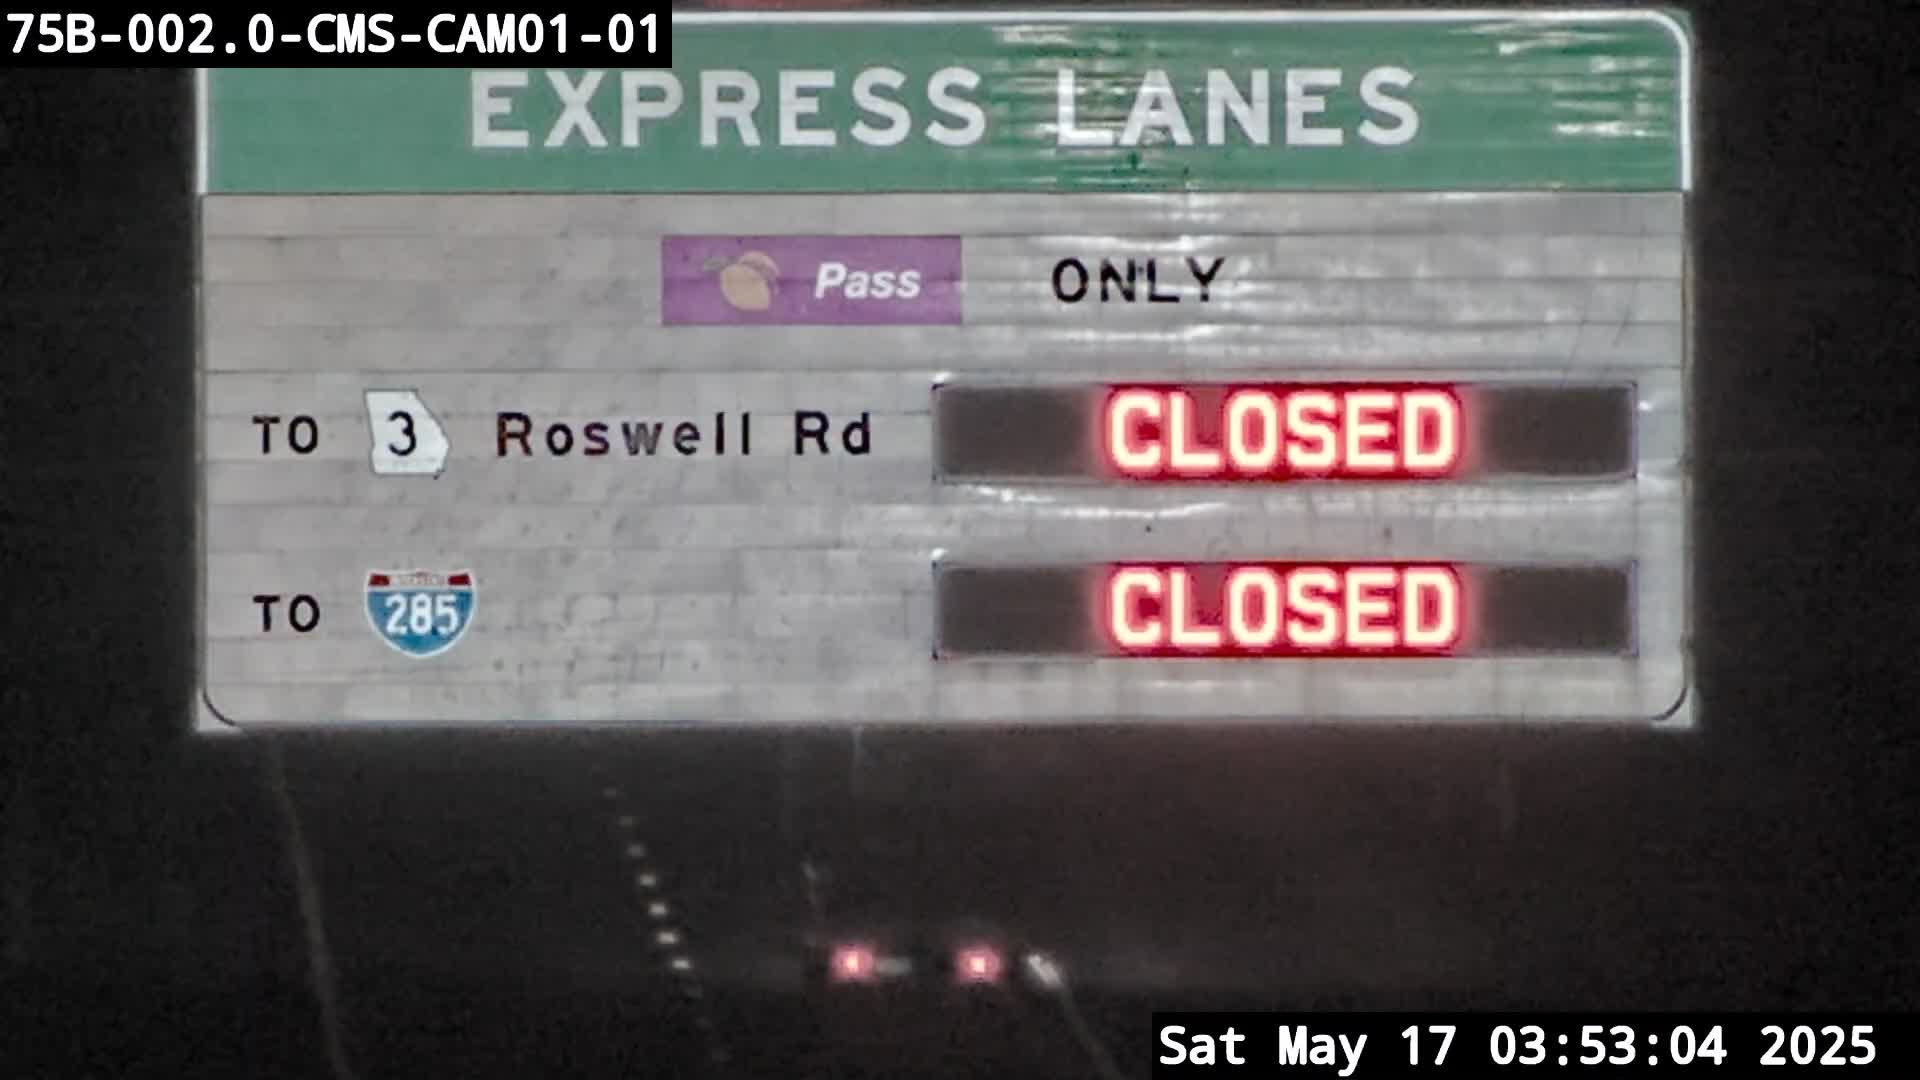 75B-002.0-CMS-CAM01-01
EXPRESS LANES
Pass ONLY
TO 3 Roswell Rd CLOSED
TO 285 CLOSED
Sat May 17 03:53:04 2025